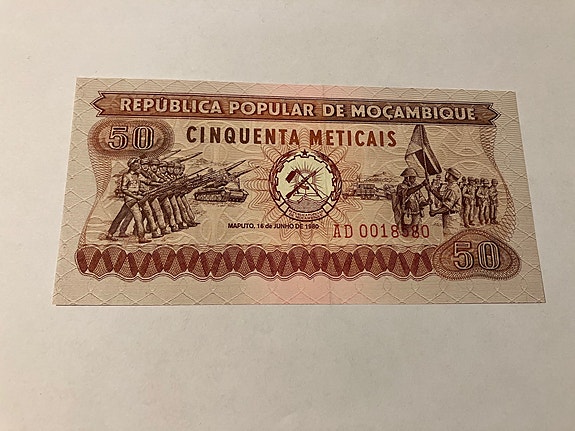 REPÚBLICA POPULAR DE MOÇAMBIQUE
50
CINQUENTA METICAIS
MAPUTO, 16 de JUNHO DE 1980
AD 0018580
50